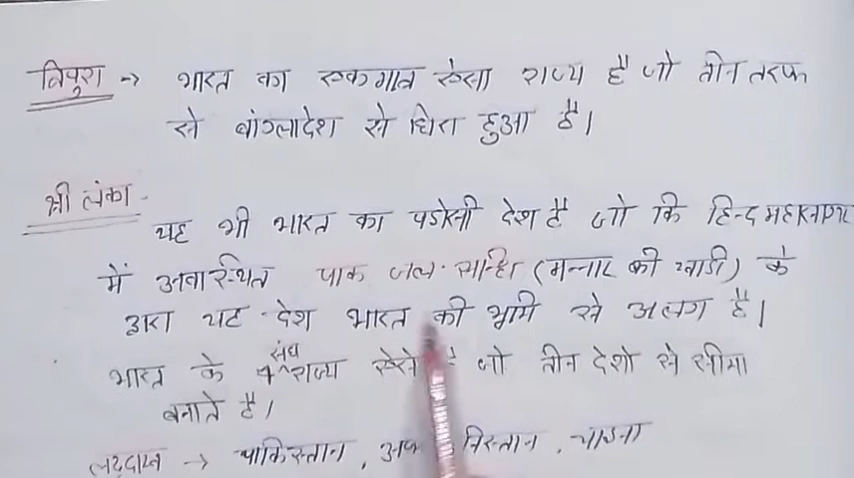 त्रिपुरा → भारत का एकमात्र ऐसा राज्य है जो तीन तरफ
से बांग्लादेश से घिरा हुआ है।
श्री लंका -
यह भी भारत का पडोसी देश है जो कि हिन्द महासागर
में अवस्थित पाक जल सन्धि (मन्नार की खाडी) के
द्वारा यह देश भारत की भूमि से अलग है।
भारत के 4 संघ राज्य ऐसे है जो तीन देशो से सीमा
बनाते है।
लद्दाख → पाकिस्तान, चाइना